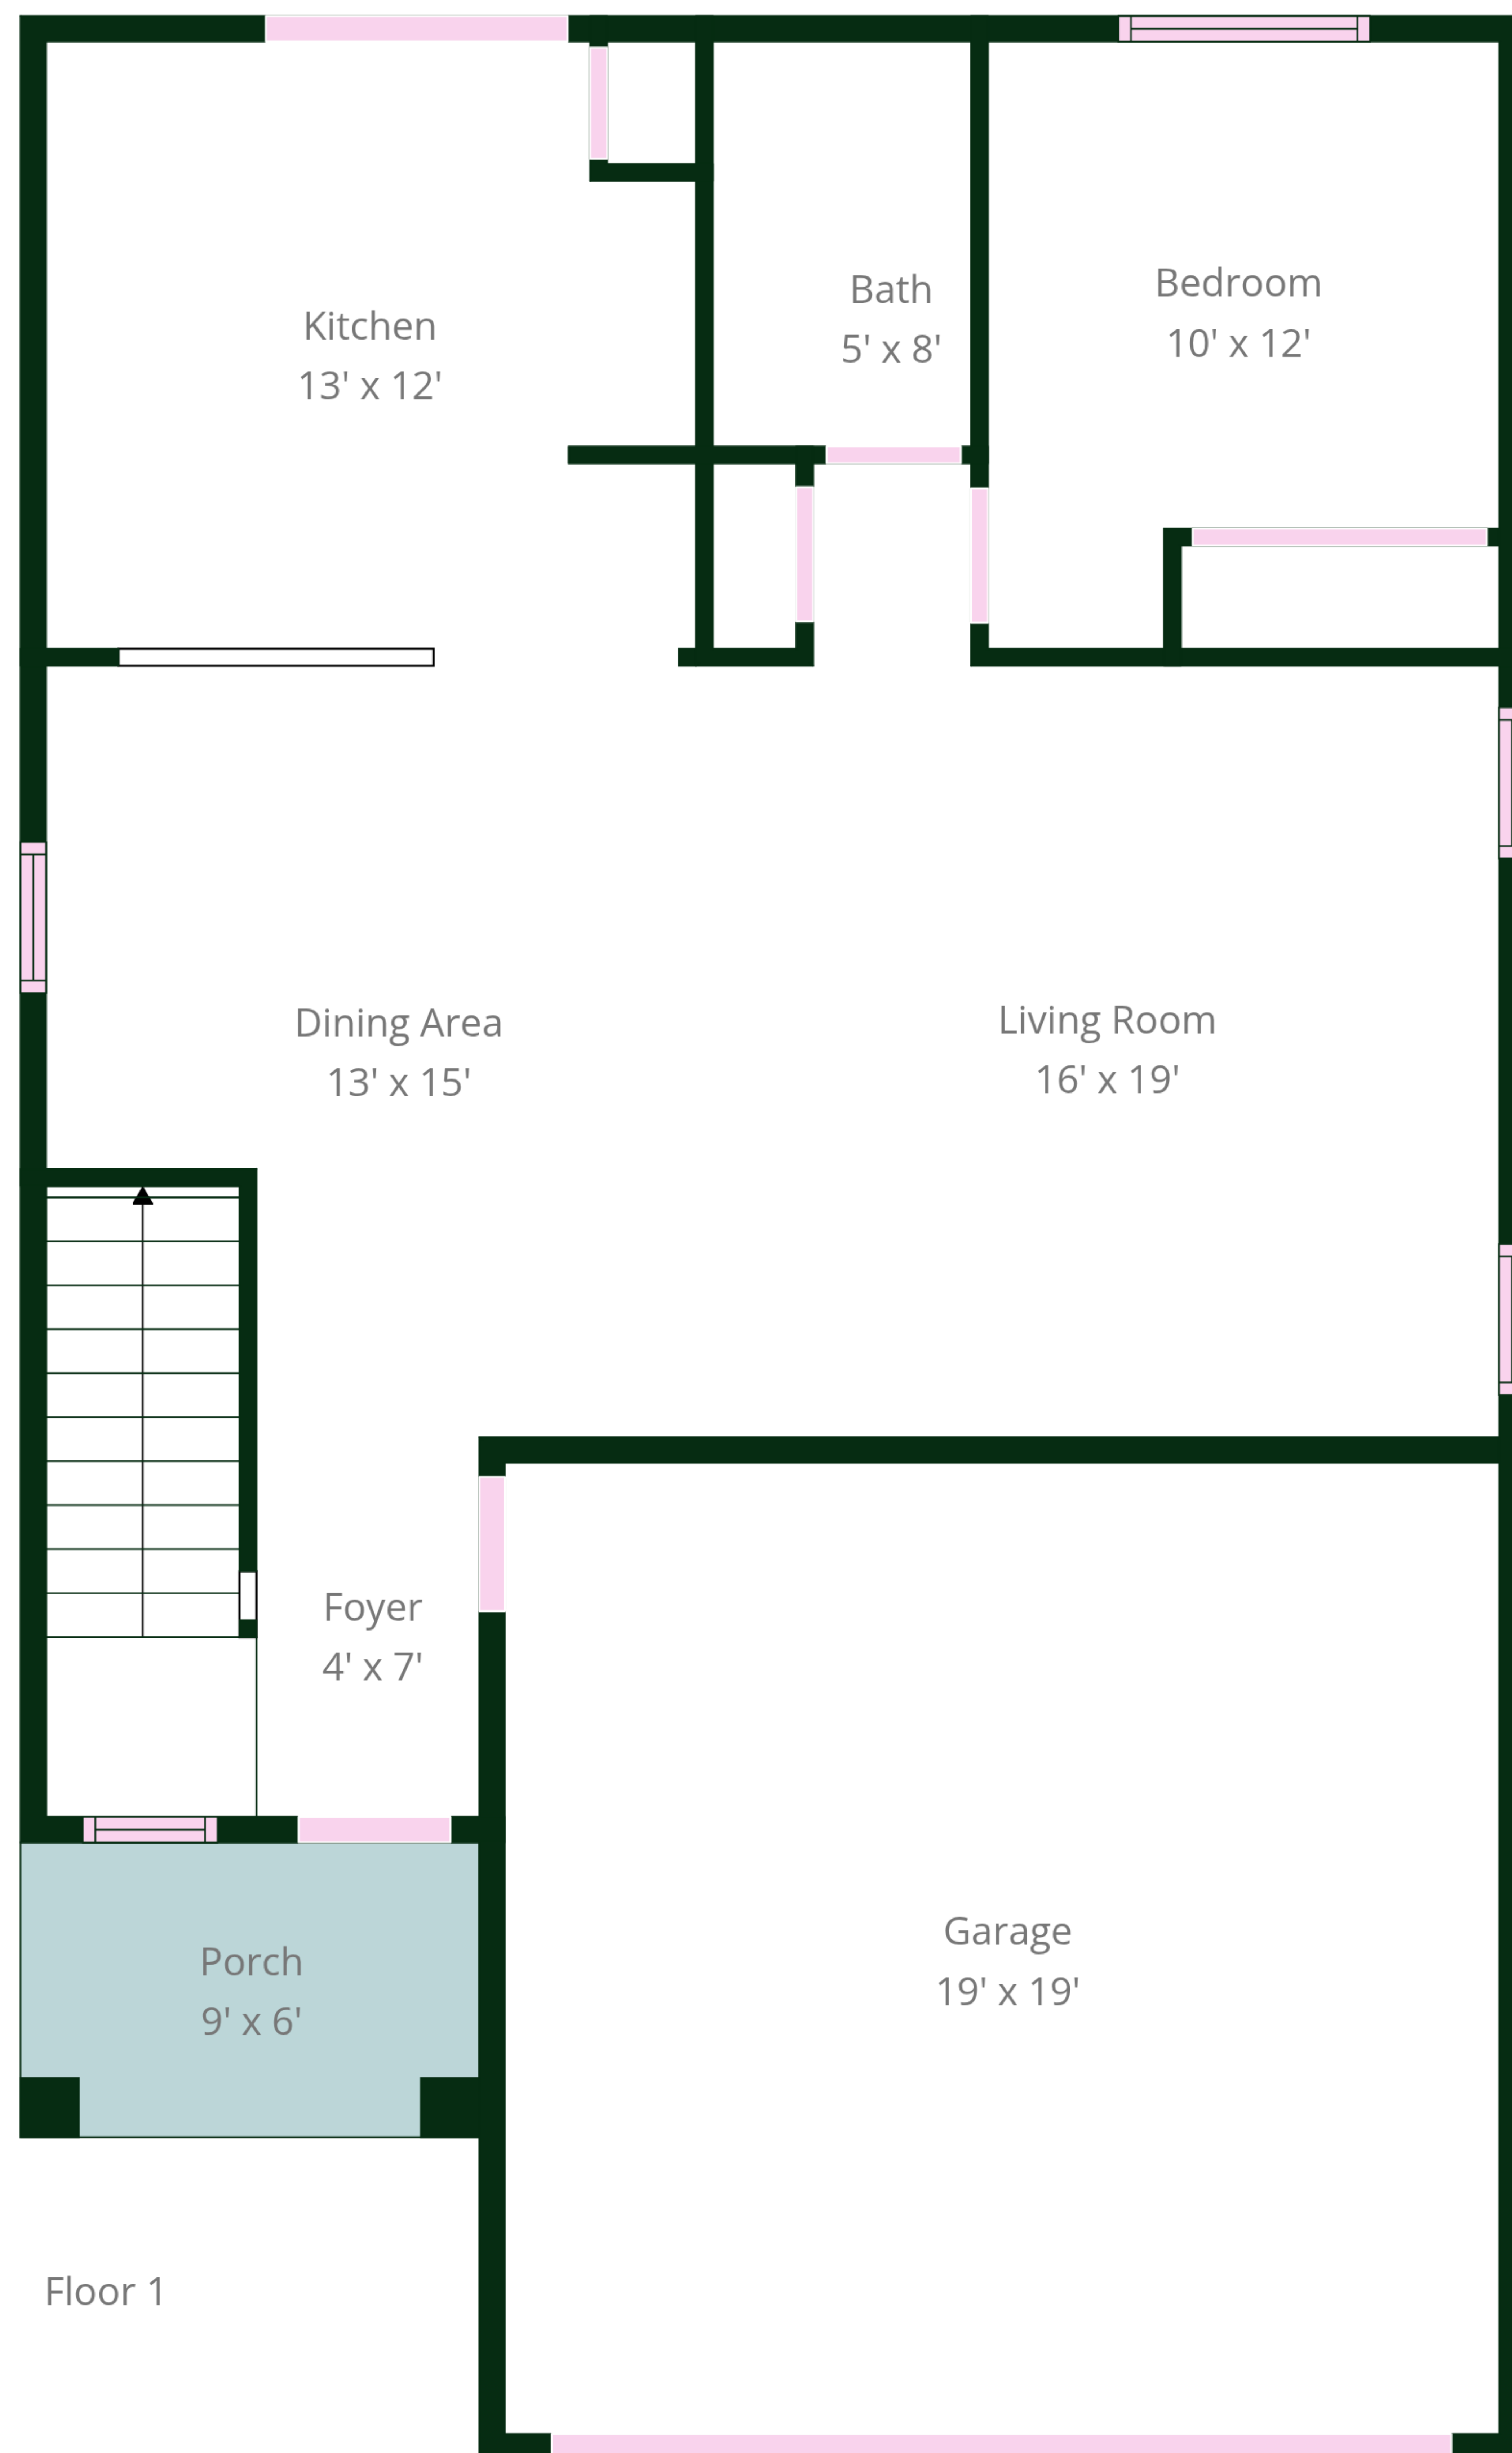 Kitchen
13' x 12'
Bath
5' x 8'
Bedroom
10' x 12'
Dining Area
13' x 15'
Living Room
16' x 19'
Foyer
4' x 7'
Porch
9' x 6'
Garage
19' x 19'
Floor 1